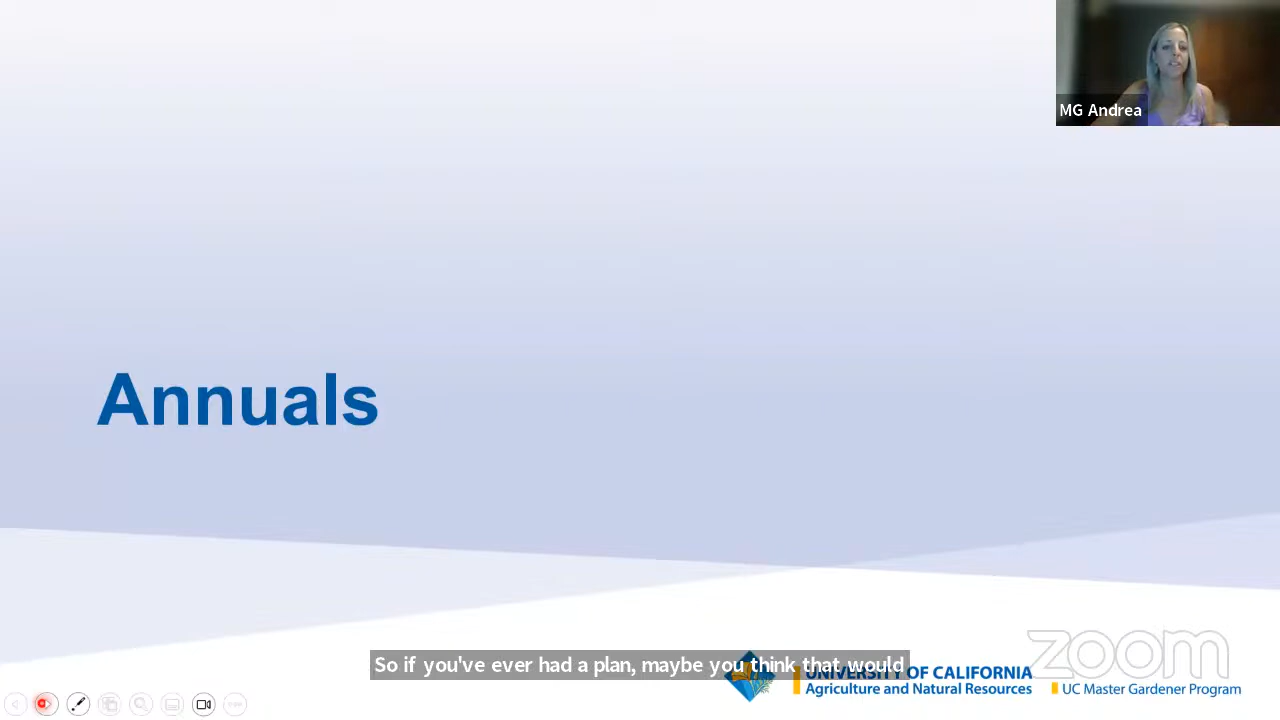 MG Andrea
Annuals
So if you've ever had a plan, maybe you think that would
UNIVERSITY OF CALIFORNIA
Agriculture and Natural Resources
UC Master Gardener Program
zoom